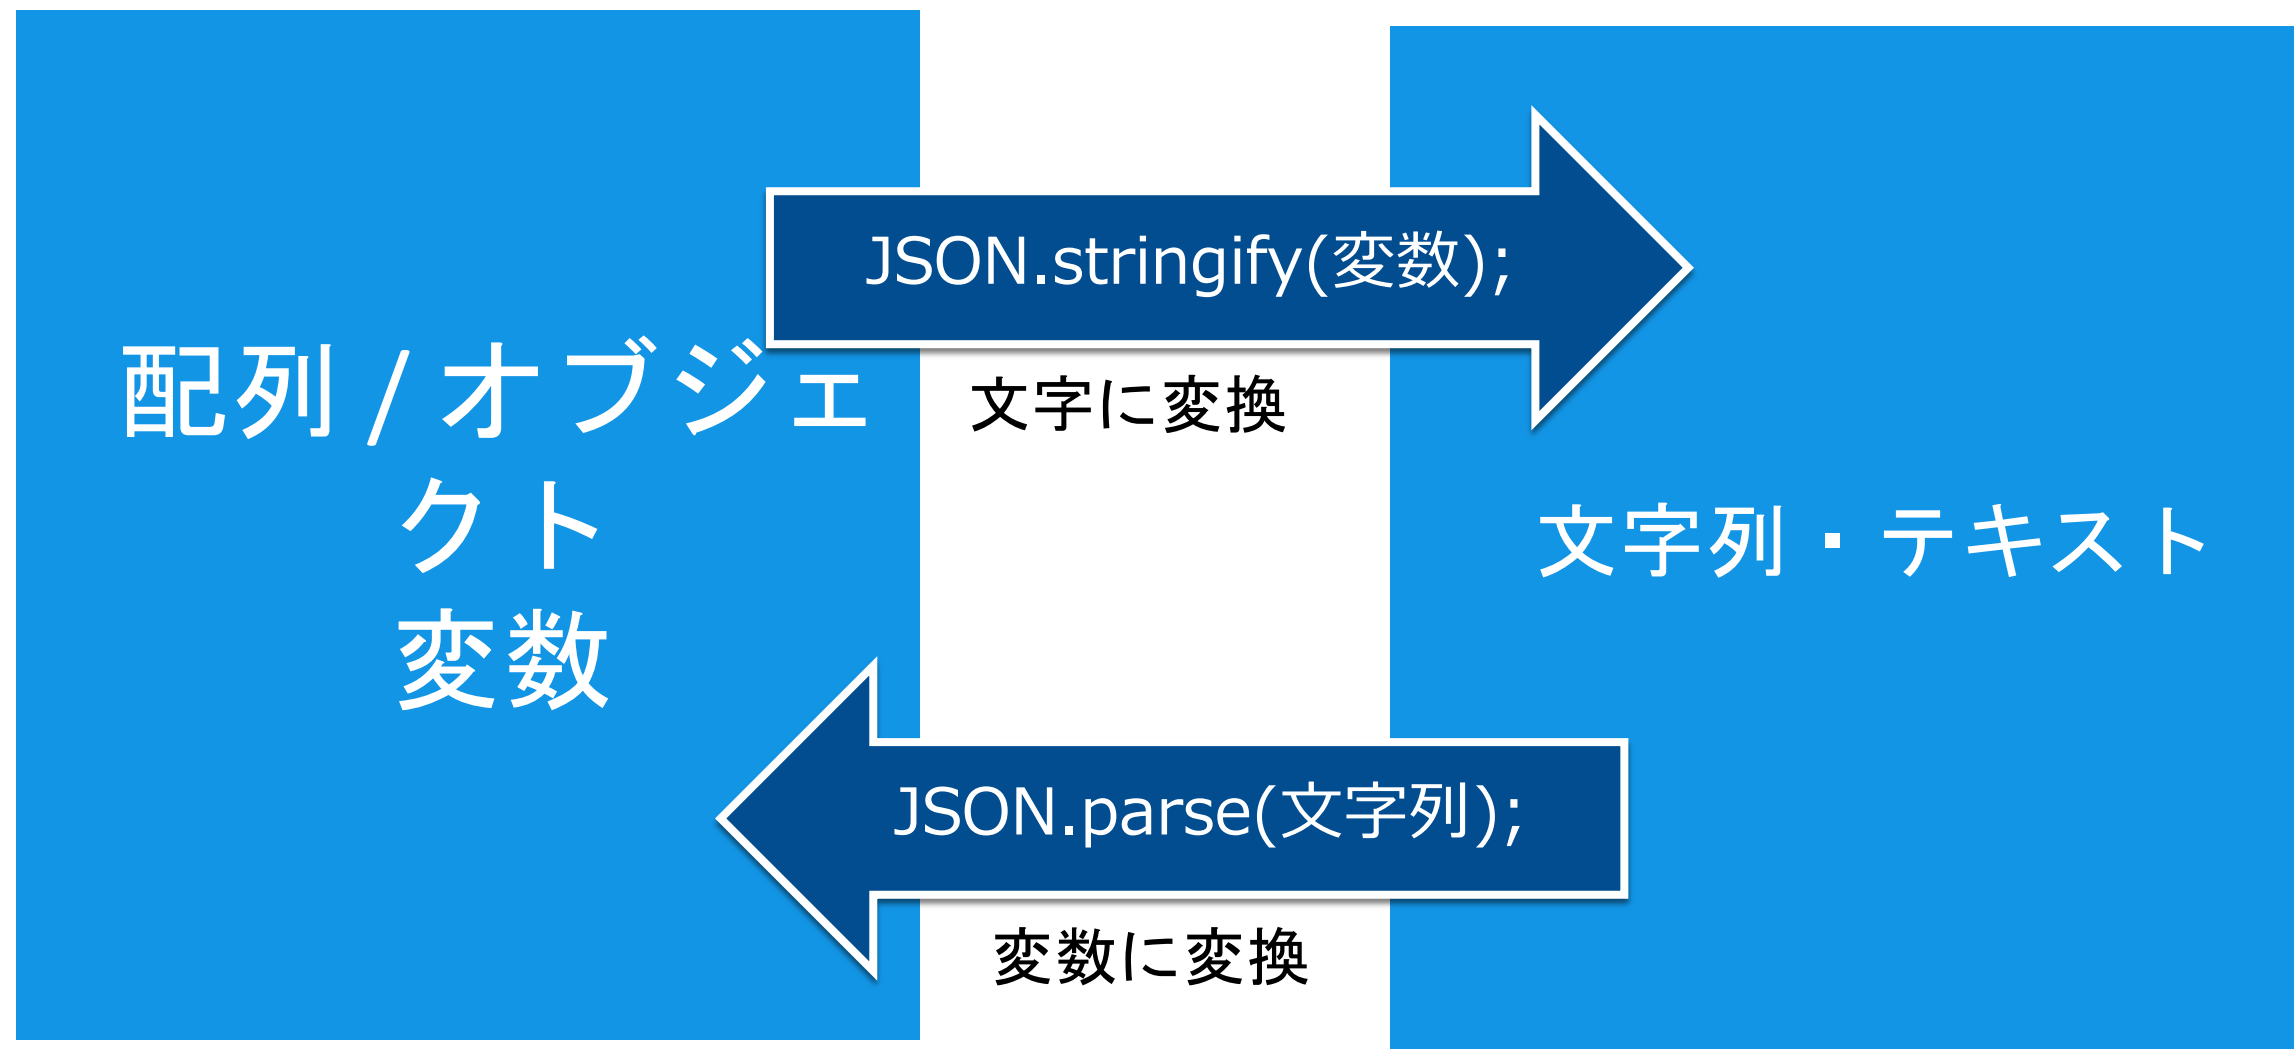 配列/オブジェ
クト
変数
JSON.stringify(変数);
文字に変換
文字列・テキスト
JSON.parse(文字列);
変数に変換